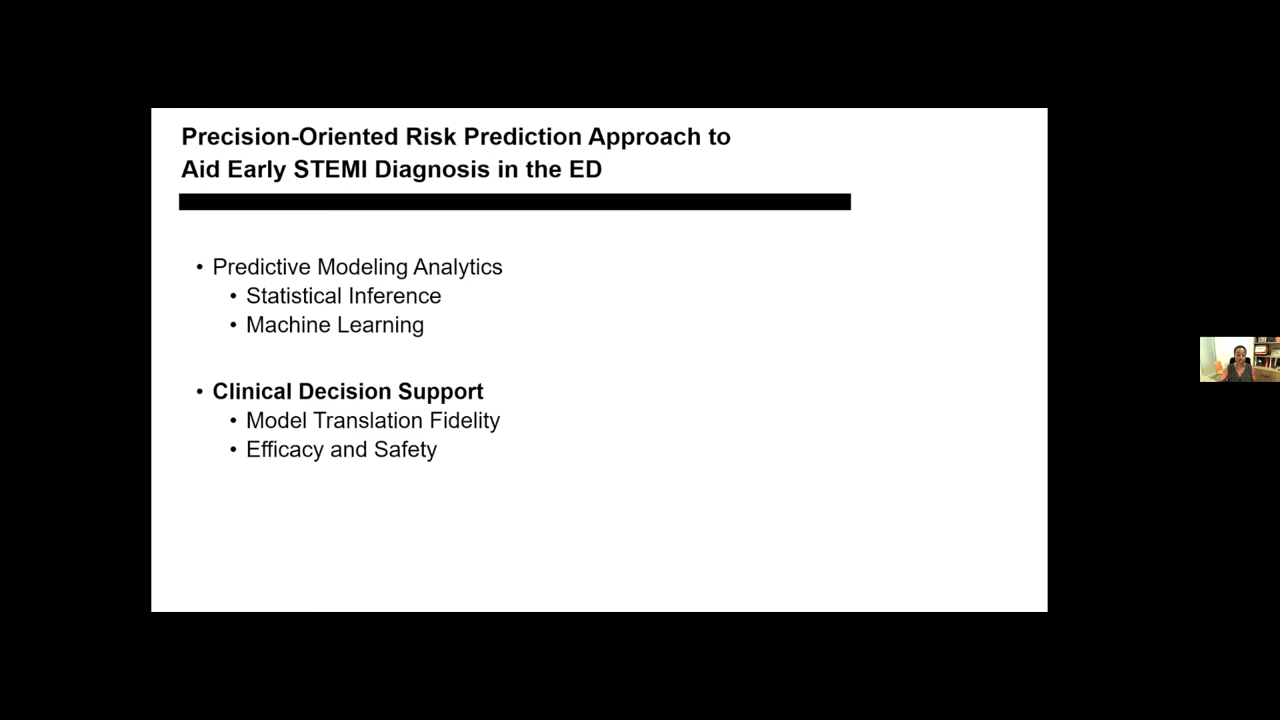 Precision-Oriented Risk Prediction Approach to
Aid Early STEMI Diagnosis in the ED
• Predictive Modeling Analytics
• Statistical Inference
• Machine Learning
• Clinical Decision Support
• Model Translation Fidelity
• Efficacy and Safety